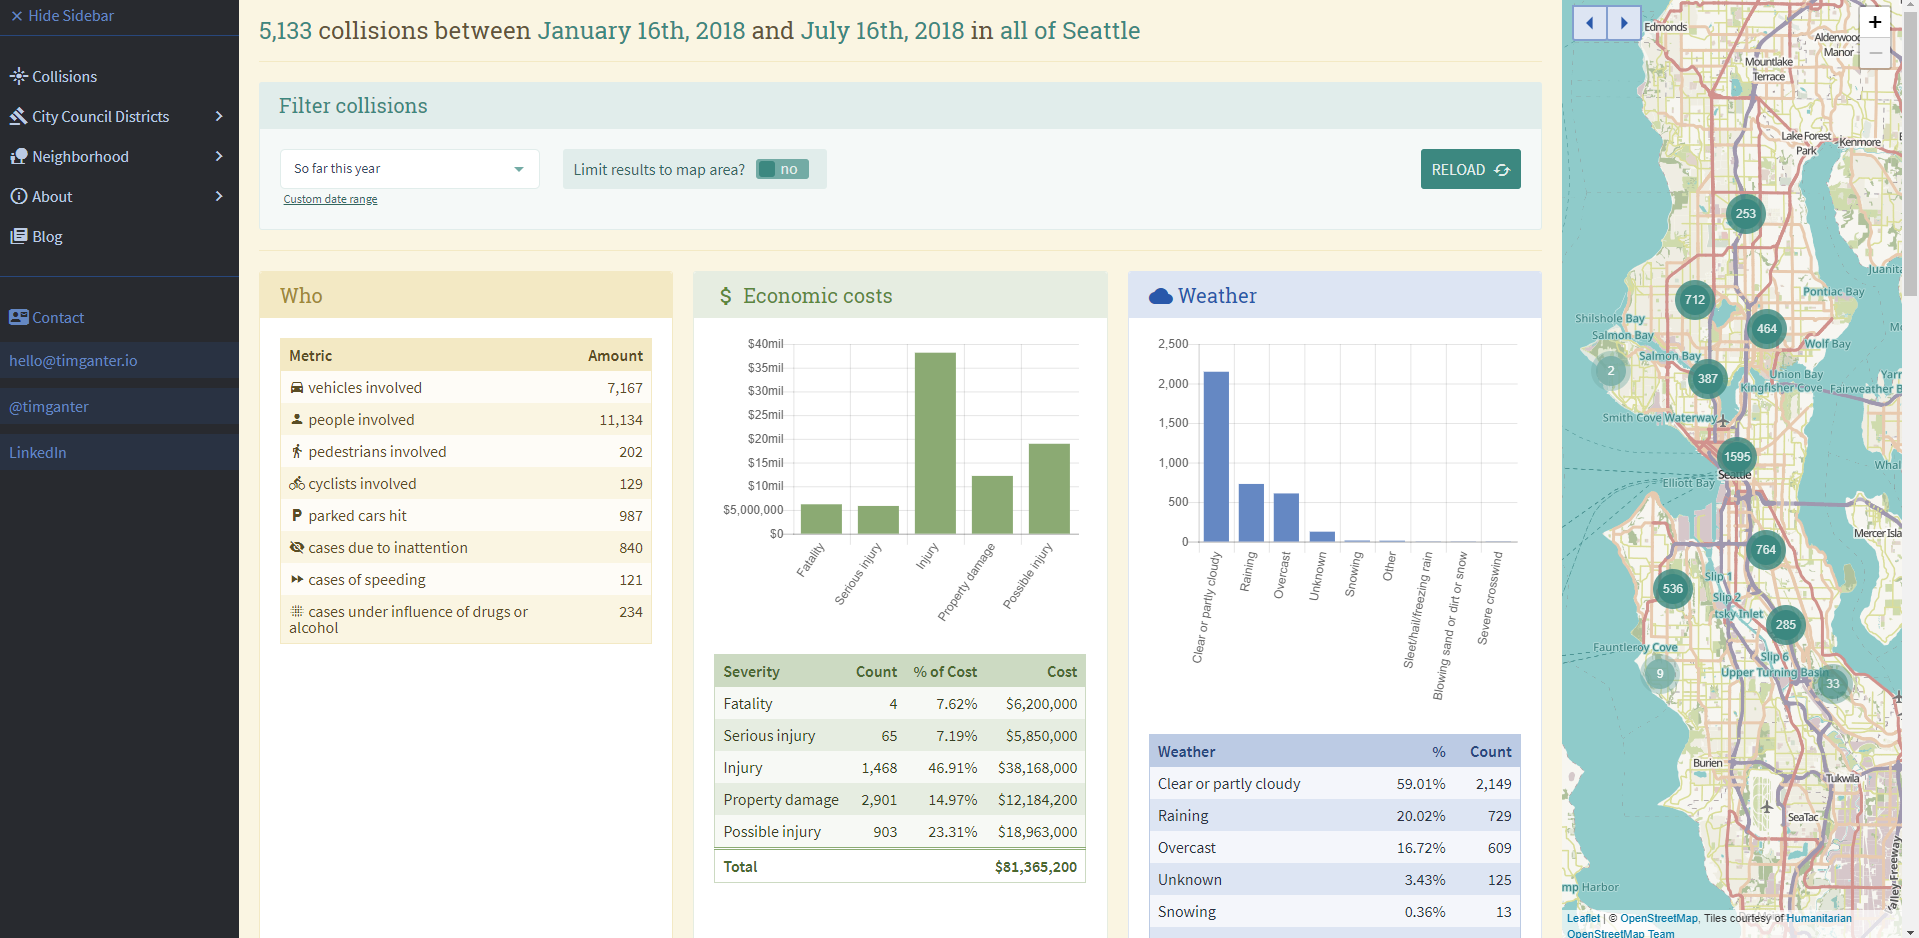 × Hide Sidebar
Collisions
City Council Districts
Neighborhood
About
Blog
Contact
hello@timganter.io
@timganter
LinkedIn
5,133 collisions between January 16th, 2018 and July 16th, 2018 in all of Seattle
Filter collisions
So far this year
Custom date range
Limit results to map area? no
RELOAD
Who
Metric Amount
vehicles involved 7,167
people involved 11,134
pedestrians involved 202
cyclists involved 129
P parked cars hit 987
cases due to inattention 840
cases of speeding 121
cases under influence of drugs or 234
alcohol
$ Economic costs
$40mil
$35mil
$30mil
$25mil
$20mil
$15mil
$10mil
$5,000,000
$0
Fatality
Serious injury
Injury
Property damage
Possible injury
Severity Count % of Cost Cost
Fatality 4 7.62% $6,200,000
Serious injury 65 7.19% $5,850,000
Injury 1,468 46.91% $38,168,000
Property damage 2,901 14.97% $12,184,200
Possible injury 903 23.31% $18,963,000
Total $81,365,200
Weather
2,500
2,000
1,500
1,000
500
0
Clear or partly cloudy
Raining
Overcast
Unknown
Snowing
Other
Sleet/hail/freezing rain
Blowing sand or dirt or snow
Severe crosswind
Weather % Count
Clear or partly cloudy 59.01% 2,149
Raining 20.02% 729
Overcast 16.72% 609
Unknown 3.43% 125
Snowing 0.36% 13
Edmonds
+
−
Alderwood
Manor
Mountlake
Terrace
Lake Forest
Park
Kenmore
253
Juanita
Pontiac Bay
712
Shilshole Bay
464
Salmon Bay
Wolf Bay
Salmon Bay
2
Union Bay
387
Kingfisher Cove
Fairweather B
Smith Cove Waterway
1595
Seattle
Elliott Bay
Mercer Isla
764
Slip 1
536
Slip 2
tsky Inlet
285
Fauntleroy Cove
Slip 6
9
Upper Turning Basin
33
Burien
Tukwila
SeaTac
alley Freeway
mp Harbor
Leaflet | © OpenStreetMap, Tiles courtesy of Humanitarian
OpenStreetMap Team